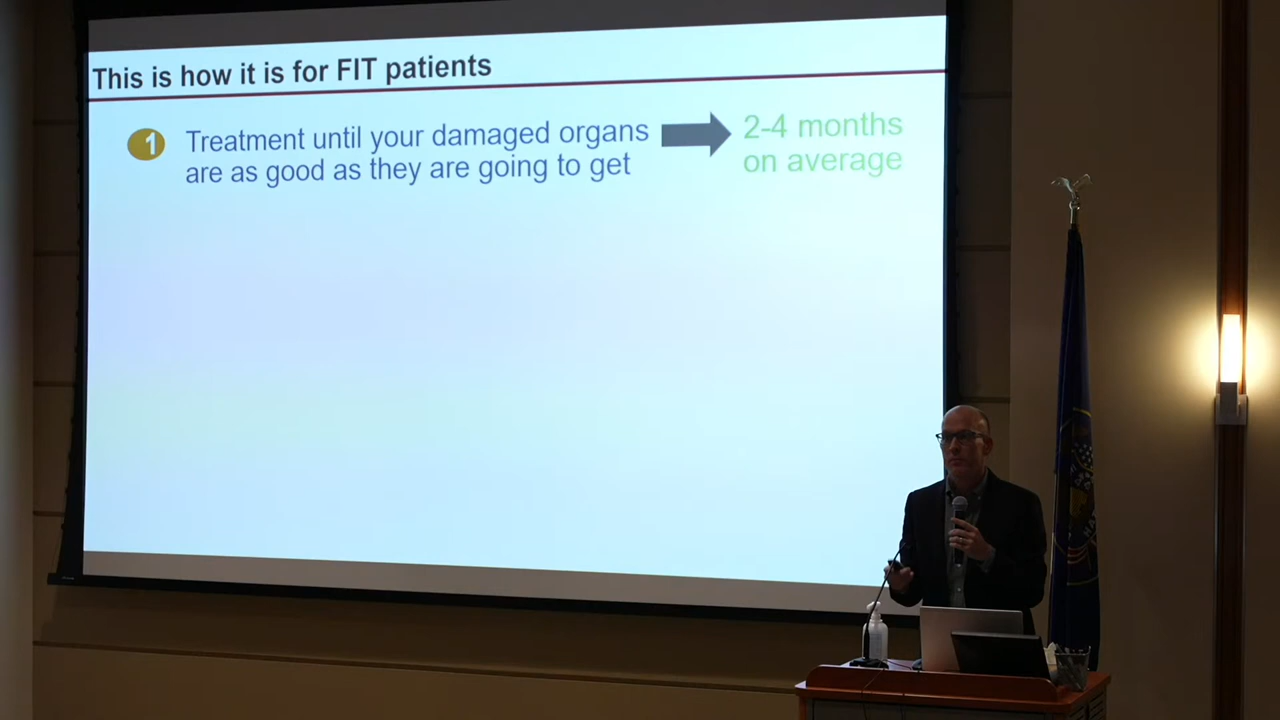 This is how it is for FIT patients
1
Treatment until your damaged organs
are as good as they are going to get
2-4 months
on average